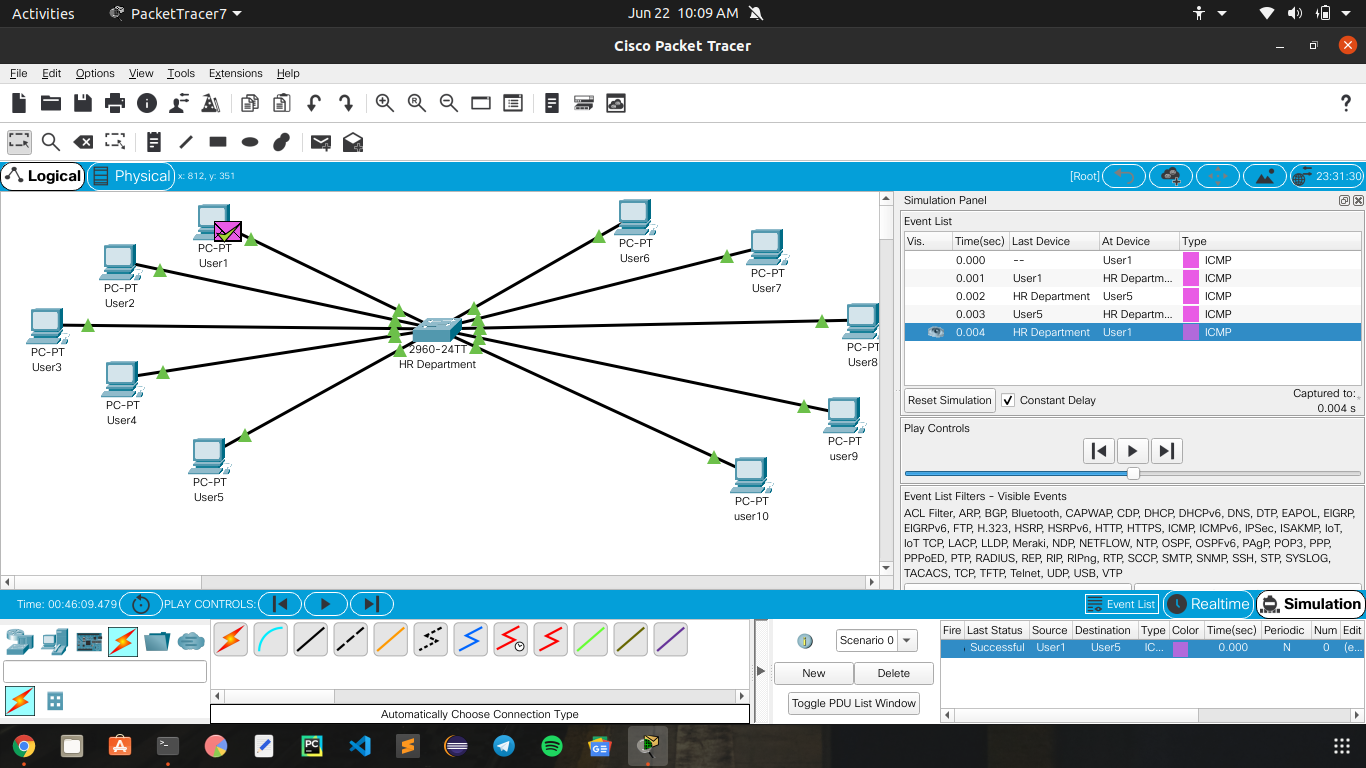 Activities PacketTracer7 Jun 22 10:09 AM
Cisco Packet Tracer
File Edit Options View Tools Extensions Help
?
Logical Physical x: 812, y: 351 [Root] 23:31:30
PC-PT
User1
PC-PT
User2
PC-PT
User3
PC-PT
User4
PC-PT
User5
PC-PT
User6
PC-PT
User7
PC-PT
User8
PC-PT
user9
PC-PT
user10
2960-24TT
HR Department
Simulation Panel
Event List
Vis. Time(sec) Last Device At Device Type
0.000 -- User1 ICMP
0.001 User1 HR Departm... ICMP
0.002 HR Department User5 ICMP
0.003 User5 HR Departm... ICMP
0.004 HR Department User1 ICMP
Reset Simulation Constant Delay Captured to:
0.004 s
Play Controls
Event List Filters - Visible Events
ACL Filter, ARP, BGP, Bluetooth, CAPWAP, CDP, DHCP, DHCPv6, DNS, DTP, EAPOL, EIGRP,
EIGRPv6, FTP, H.323, HSRP, HSRPv6, HTTP, HTTPS, ICMP, ICMPv6, IPSec, ISAKMP, IoT,
IoT TCP, LACP, LLDP, Meraki, NDP, NETFLOW, NTP, OSPF, OSPFv6, PAgP, POP3, PPP,
PPPoED, PTP, RADIUS, REP, RIP, RIPng, RTP, SCCP, SMTP, SNMP, SSH, STP, SYSLOG,
TACACS, TCP, TFTP, Telnet, UDP, USB, VTP
Time: 00:46:09.479 PLAY CONTROLS: Event List Realtime Simulation
Scenario 0
New Delete
Toggle PDU List Window
Fire Last Status Source Destination Type Color Time(sec) Periodic Num Edit
Successful User1 User5 IC... 0.000 N 0 (e...
Automatically Choose Connection Type